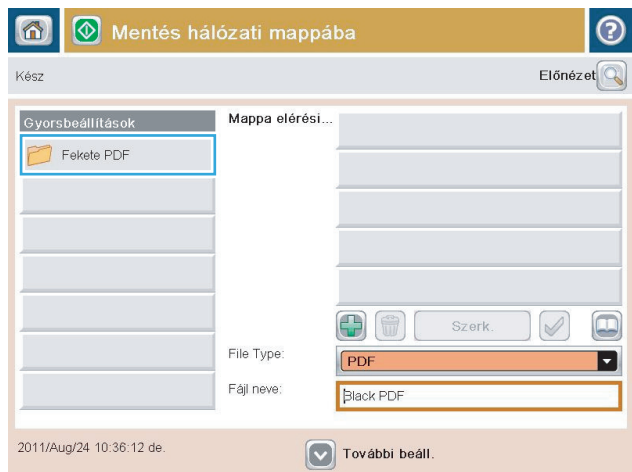 Mentés hálózati mappába
Kész
Előnézet
Gyorsbeállítások
Fekete PDF
Mappa elérési...
Szerk.
File Type:
PDF
Fájl neve:
Black PDF
2011/Aug/24 10:36:12 de.
További beáll.